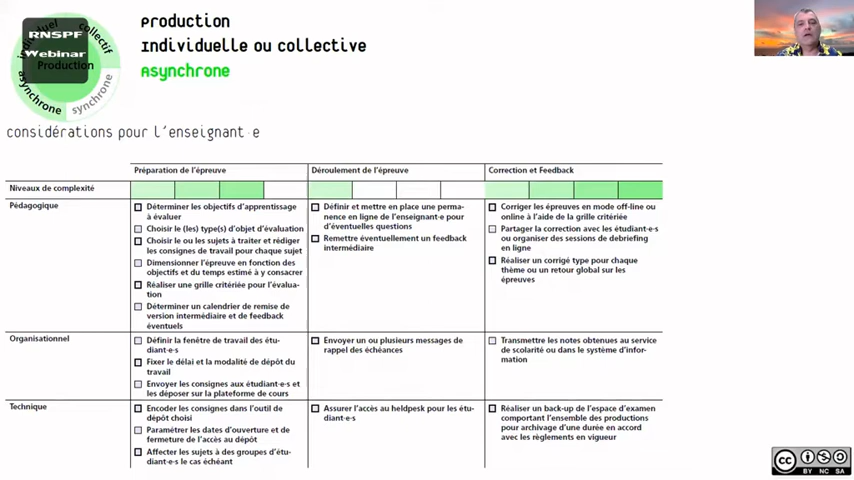 individuel
collectif
RNSPF
Webinar
Production
asynchrone
synchrone
Production
Individuelle ou collective
Asynchrone
considérations pour l'enseignant·e
Préparation de l'épreuve
Déroulement de l'épreuve
Correction et Feedback
Niveaux de complexité
Pédagogique
Déterminer les objectifs d'apprentissage
à évaluer
Choisir le (les) type(s) d'objet d'évaluation
Choisir le ou les sujets à traiter et rédiger
les consignes de travail pour chaque sujet
Dimensionner l'épreuve en fonction des
objectifs et du temps estimé à y consacrer
Réaliser une grille critériée pour l'évalua-
tion
Déterminer un calendrier de remise de
version intermédiaire et de feedback
éventuels
Définir et mettre en place une perma-
nence en ligne de l'enseignant·e pour
d'éventuelles questions
Remettre éventuellement un feedback
intermédiaire
Corriger les épreuves en mode off-line ou
online à l'aide de la grille critériée
Partager la correction avec les étudiant·e·s
ou organiser des sessions de debriefing
en ligne
Réaliser un corrigé type pour chaque
thème ou un retour global sur les
épreuves
Organisationnel
Définir la fenêtre de travail des étu-
diant·e·s
Fixer le délai et la modalité de dépôt du
travail
Envoyer les consignes aux étudiant·e·s et
les déposer sur la plateforme de cours
Envoyer un ou plusieurs messages de
rappel des échéances
Transmettre les notes obtenues au service
de scolarité ou dans le système d'infor-
mation
Technique
Encoder les consignes dans l'outil de
dépôt choisi
Paramétrer les dates d'ouverture et de
fermeture de l'accès au dépôt
Affecter les sujets à des groupes d'étu-
diant·e·s le cas échéant
Assurer l'accès au heldpesk pour les étu-
diant·e·s
Réaliser un back-up de l'espace d'examen
comportant l'ensemble des productions
pour archivage d'une durée en accord
avec les règlements en vigueur
cc
BY NC SA